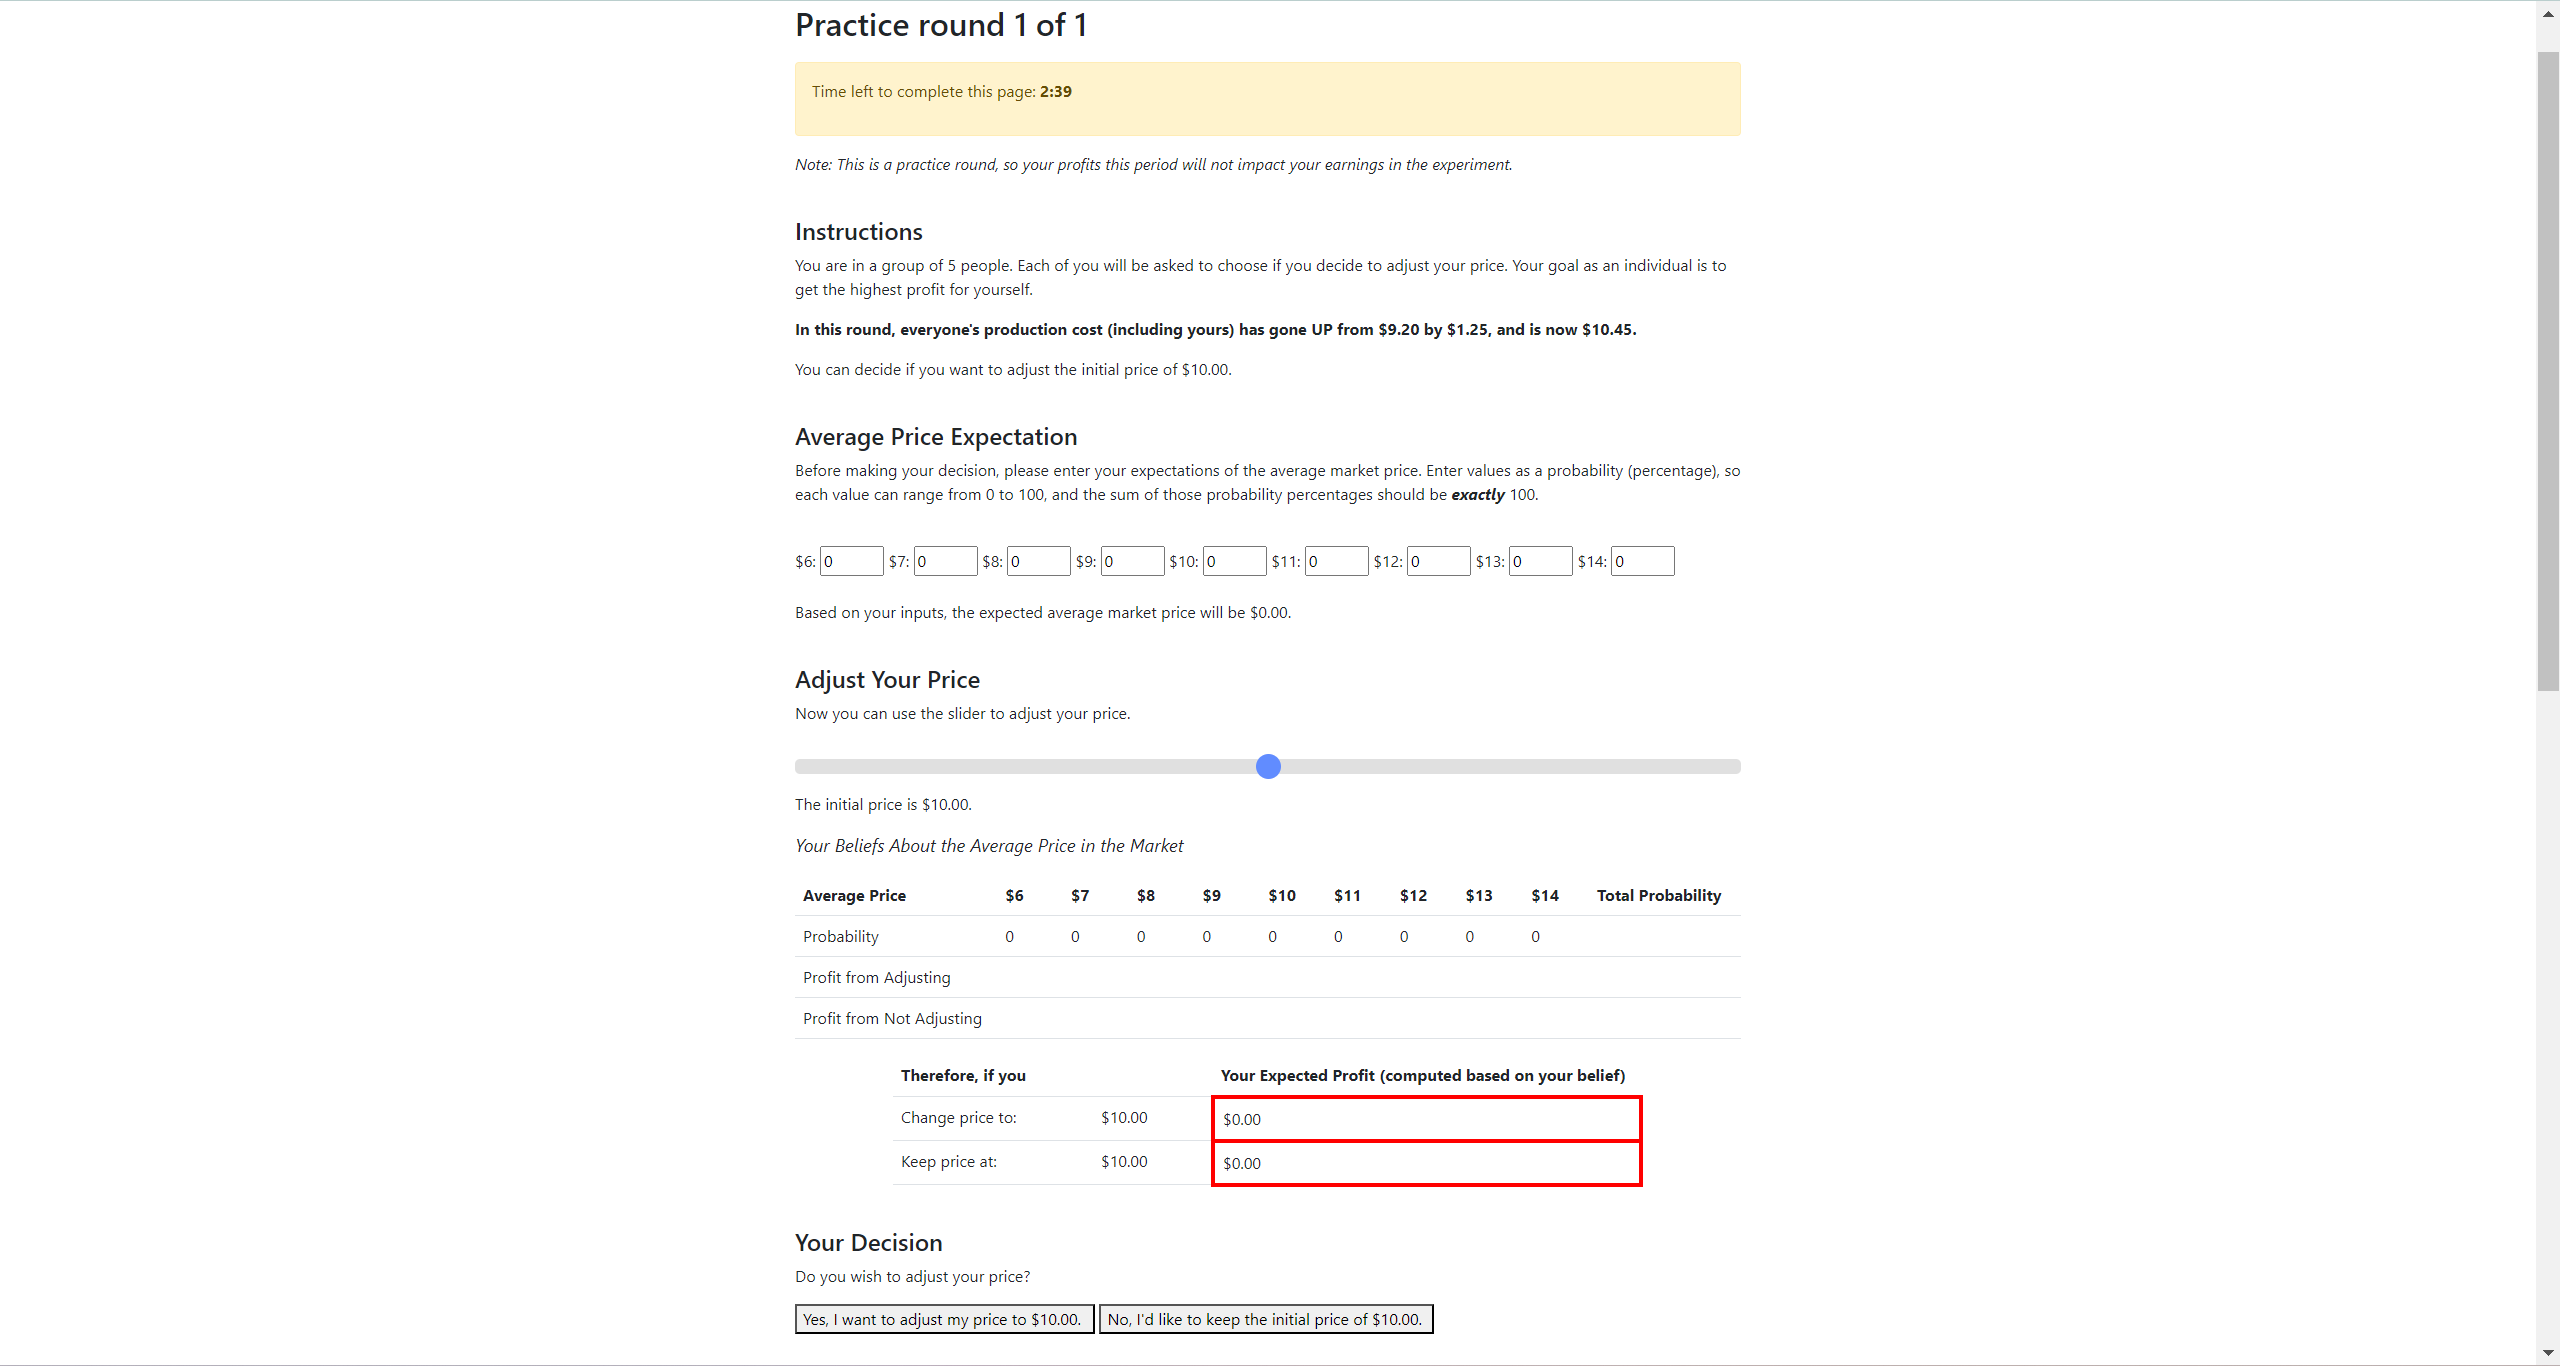 Practice round 1 of 1
Time left to complete this page: 2:39
Note: This is a practice round, so your profits this period will not impact your earnings in the experiment.
Instructions
You are in a group of 5 people. Each of you will be asked to choose if you decide to adjust your price. Your goal as an individual is to
get the highest profit for yourself.
In this round, everyone's production cost (including yours) has gone UP from $9.20 by $1.25, and is now $10.45.
You can decide if you want to adjust the initial price of $10.00.
Average Price Expectation
Before making your decision, please enter your expectations of the average market price. Enter values as a probability (percentage), so
each value can range from 0 to 100, and the sum of those probability percentages should be exactly 100.
$6: 0 $7: 0 $8: 0 $9: 0 $10: 0 $11: 0 $12: 0 $13: 0 $14: 0
Based on your inputs, the expected average market price will be $0.00.
Adjust Your Price
Now you can use the slider to adjust your price.
The initial price is $10.00.
Your Beliefs About the Average Price in the Market
Average Price $6 $7 $8 $9 $10 $11 $12 $13 $14 Total Probability
Probability 0 0 0 0 0 0 0 0 0
Profit from Adjusting
Profit from Not Adjusting
Therefore, if you Your Expected Profit (computed based on your belief)
Change price to: $10.00 $0.00
Keep price at: $10.00 $0.00
Your Decision
Do you wish to adjust your price?
Yes, I want to adjust my price to $10.00. No, I'd like to keep the initial price of $10.00.